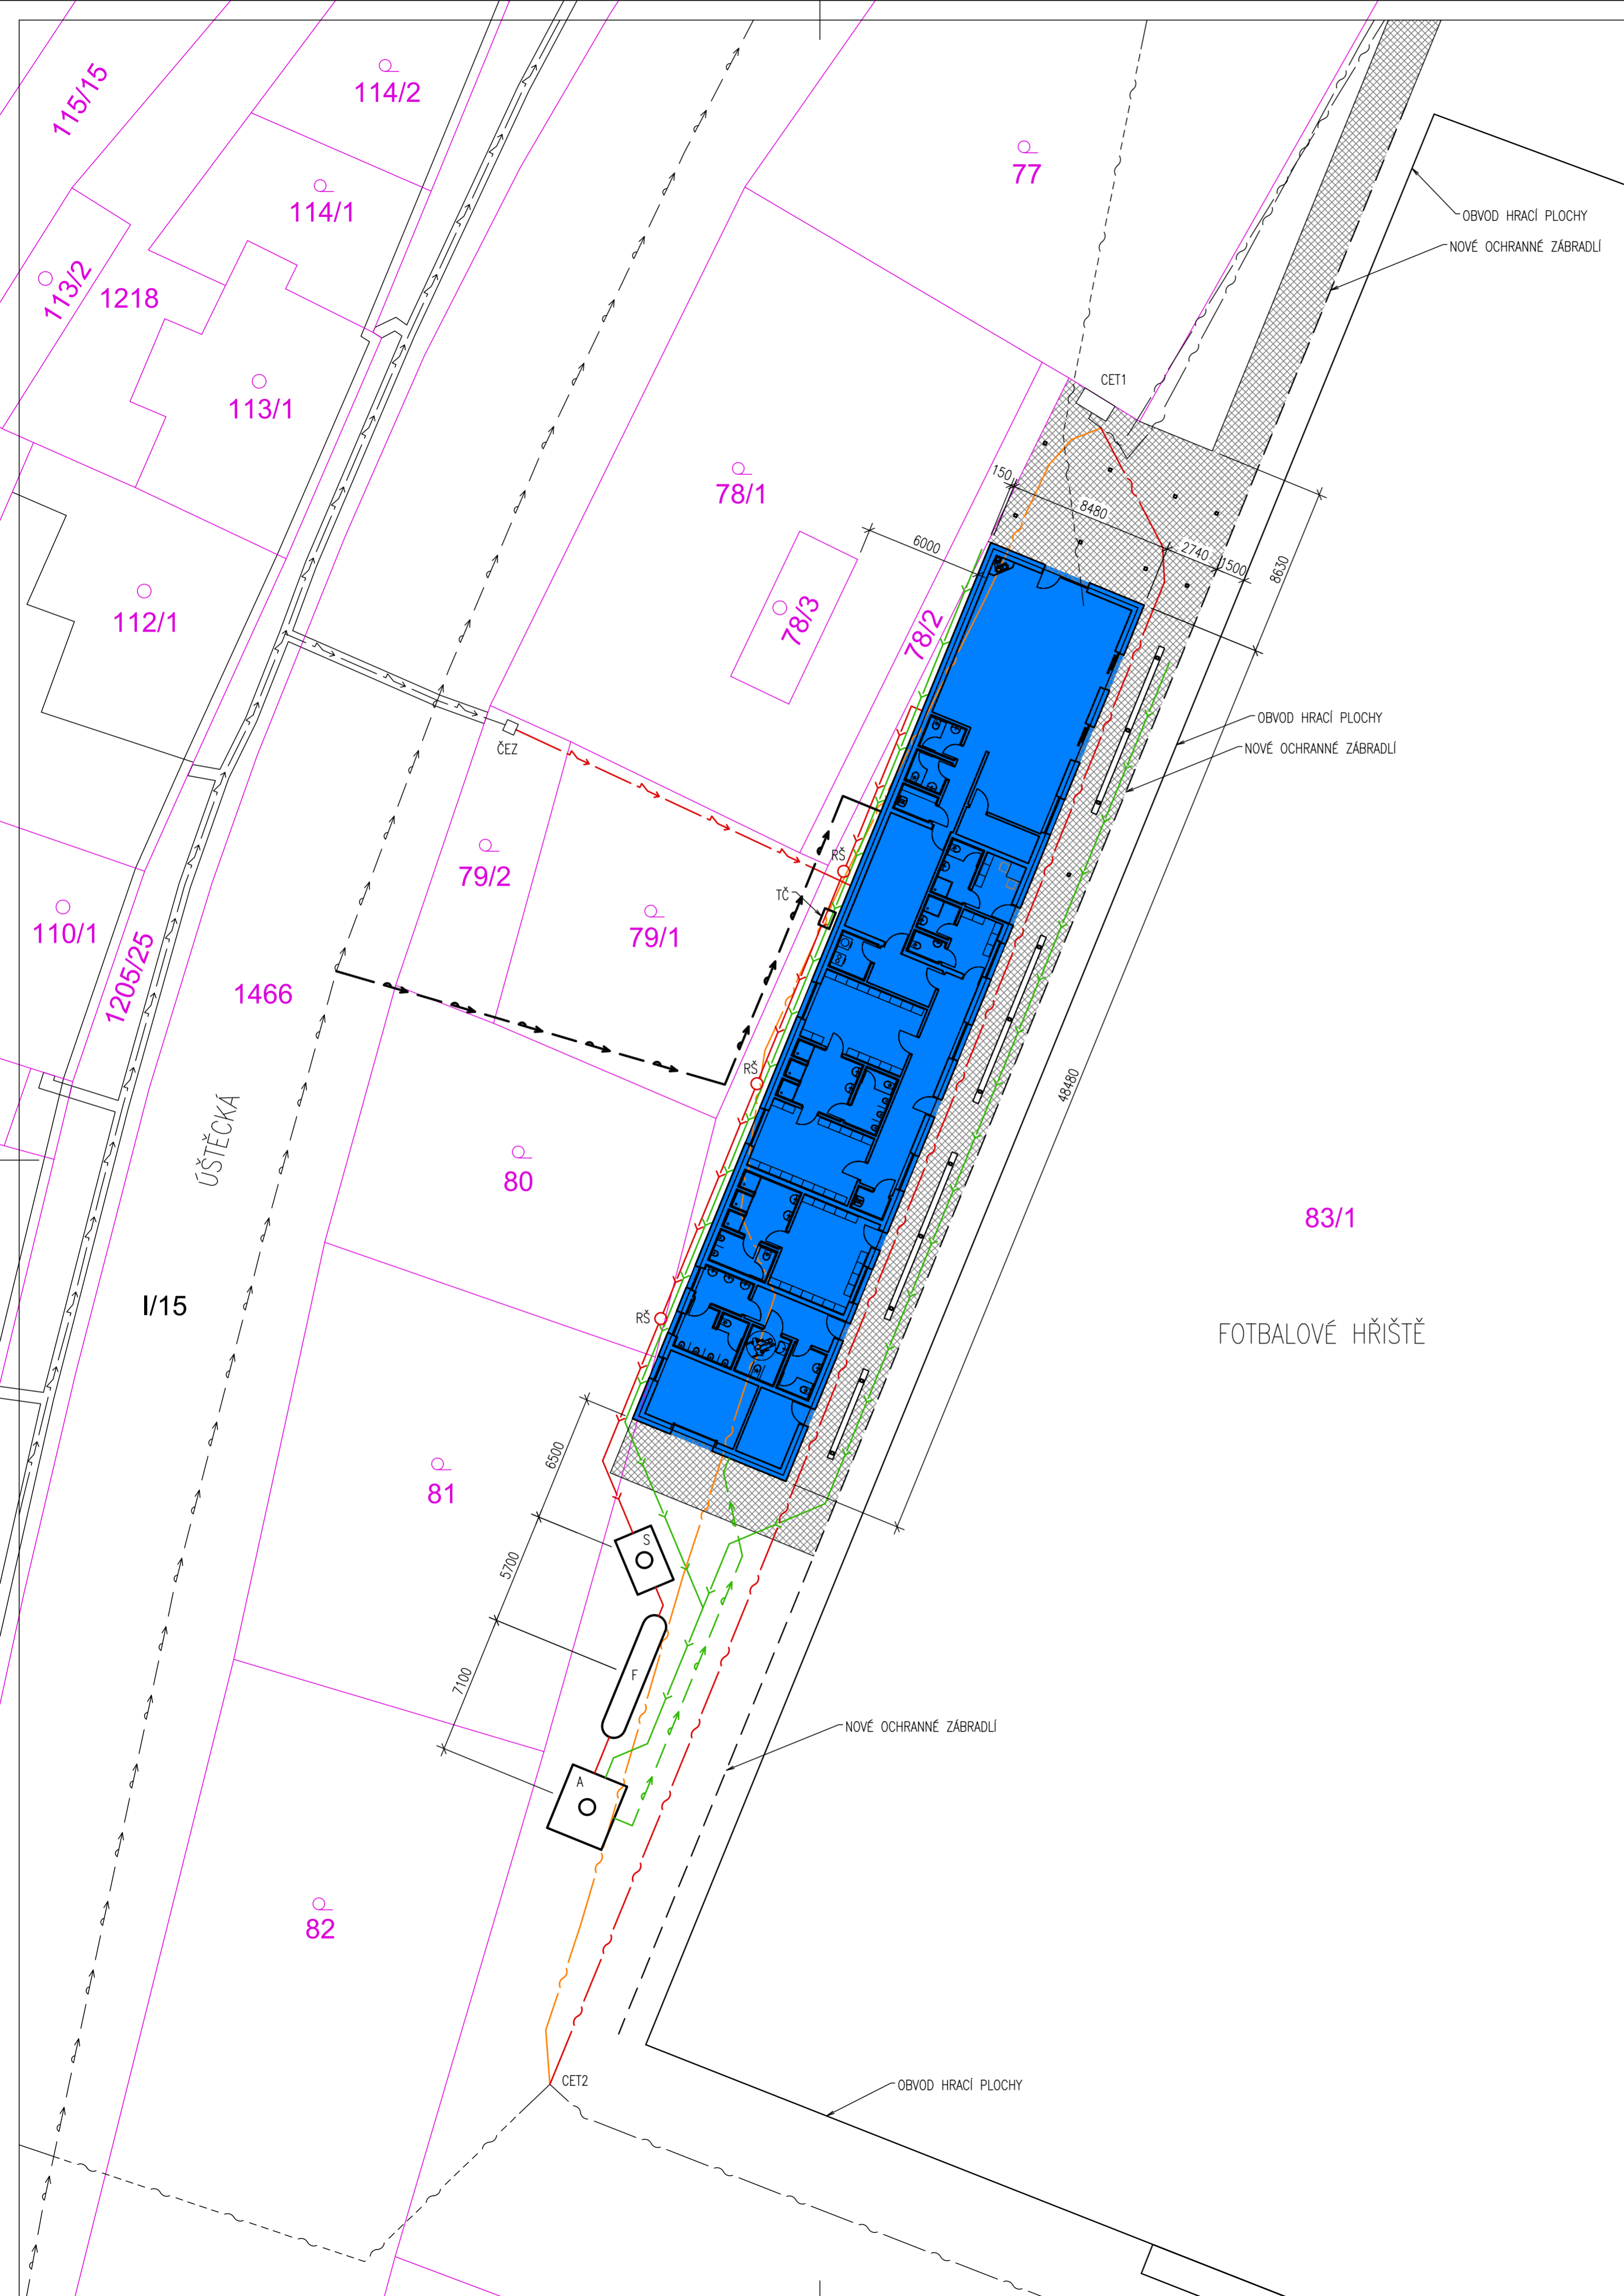 115/15
114/2
114/1
77
OBVOD HRACÍ PLOCHY
NOVÉ OCHRANNÉ ZÁBRADLÍ
113/2
1218
113/1
CET1
78/1
150
8480
6000
2740
1500
8630
112/1
78/3
78/2
OBVOD HRACÍ PLOCHY
NOVÉ OCHRANNÉ ZÁBRADLÍ
ČEZ
79/2
RŠ
TČ
110/1
79/1
1205/25
1466
RŠ
48480
ÚŠTĚCKÁ
80
83/1
I/15
RŠ
FOTBALOVÉ HŘIŠTĚ
6500
81
S
5700
F
7100
NOVÉ OCHRANNÉ ZÁBRADLÍ
A
82
CET2
OBVOD HRACÍ PLOCHY